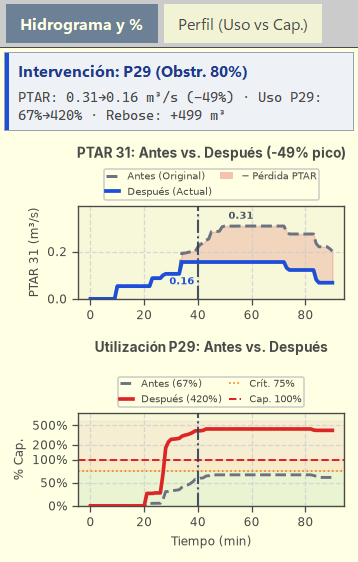 Hidrograma y %
Perfil (Uso vs Cap.)
Intervención: P29 (Obstr. 80%)
PTAR: 0.31→0.16 m³/s (−49%) · Uso P29:
67%→420% · Rebose: +499 m³
PTAR 31: Antes vs. Después (-49% pico)
Antes (Original)
− Pérdida PTAR
Después (Actual)
PTAR 31 (m³/s)
0.31
0.2
0.16
0.0
0 20 40 60 80
Utilización P29: Antes vs. Después
Antes (67%)
Crít. 75%
Después (420%)
Cap. 100%
% Cap.
500%
200%
100%
50%
0%
0 20 40 60 80
Tiempo (min)